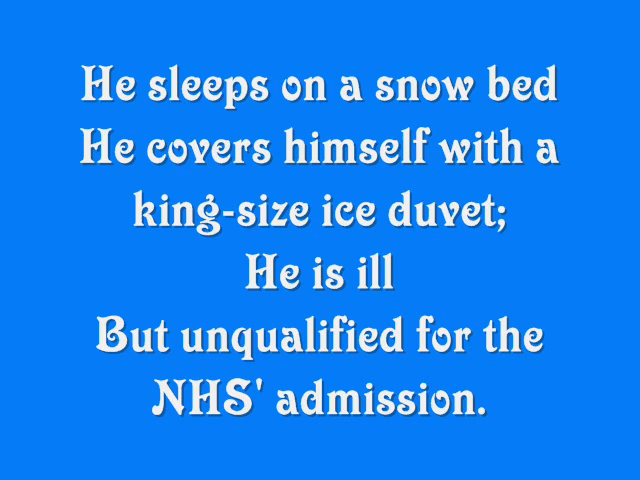 He sleeps on a snow bed
He covers himself with a
king-size ice duvet;
He is ill
But unqualified for the
NHS' admission.